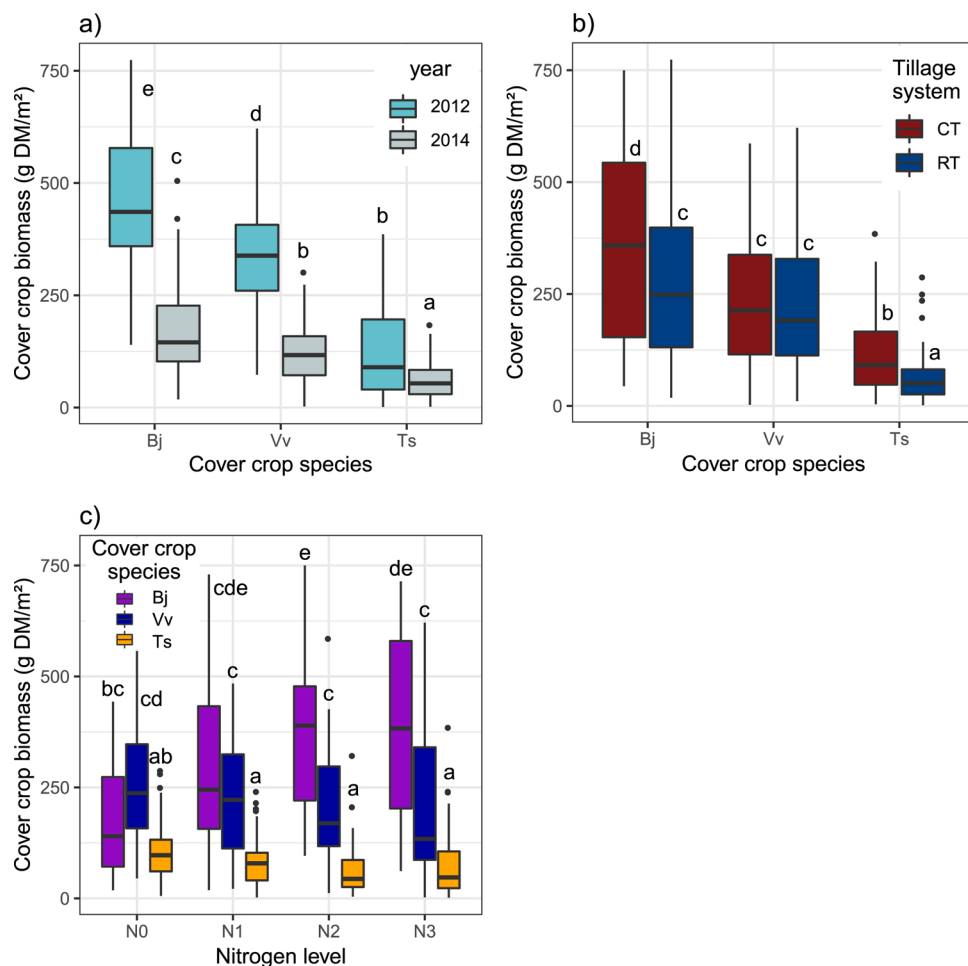 a)
Cover crop biomass (g DM/m²)
750
500
250
0
e
c
d
b
b
a
year
2012
2014
Bj
Vv
Ts
Cover crop species
b)
Cover crop biomass (g DM/m²)
750
500
250
0
d
c
c
c
b
a
Tillage
system
CT
RT
Bj
Vv
Ts
Cover crop species
c)
Cover crop biomass (g DM/m²)
750
500
250
0
Cover crop
species
Bj
Vv
Ts
bc
cd
ab
cde
c
a
e
c
a
de
c
a
N0
N1
N2
N3
Nitrogen level